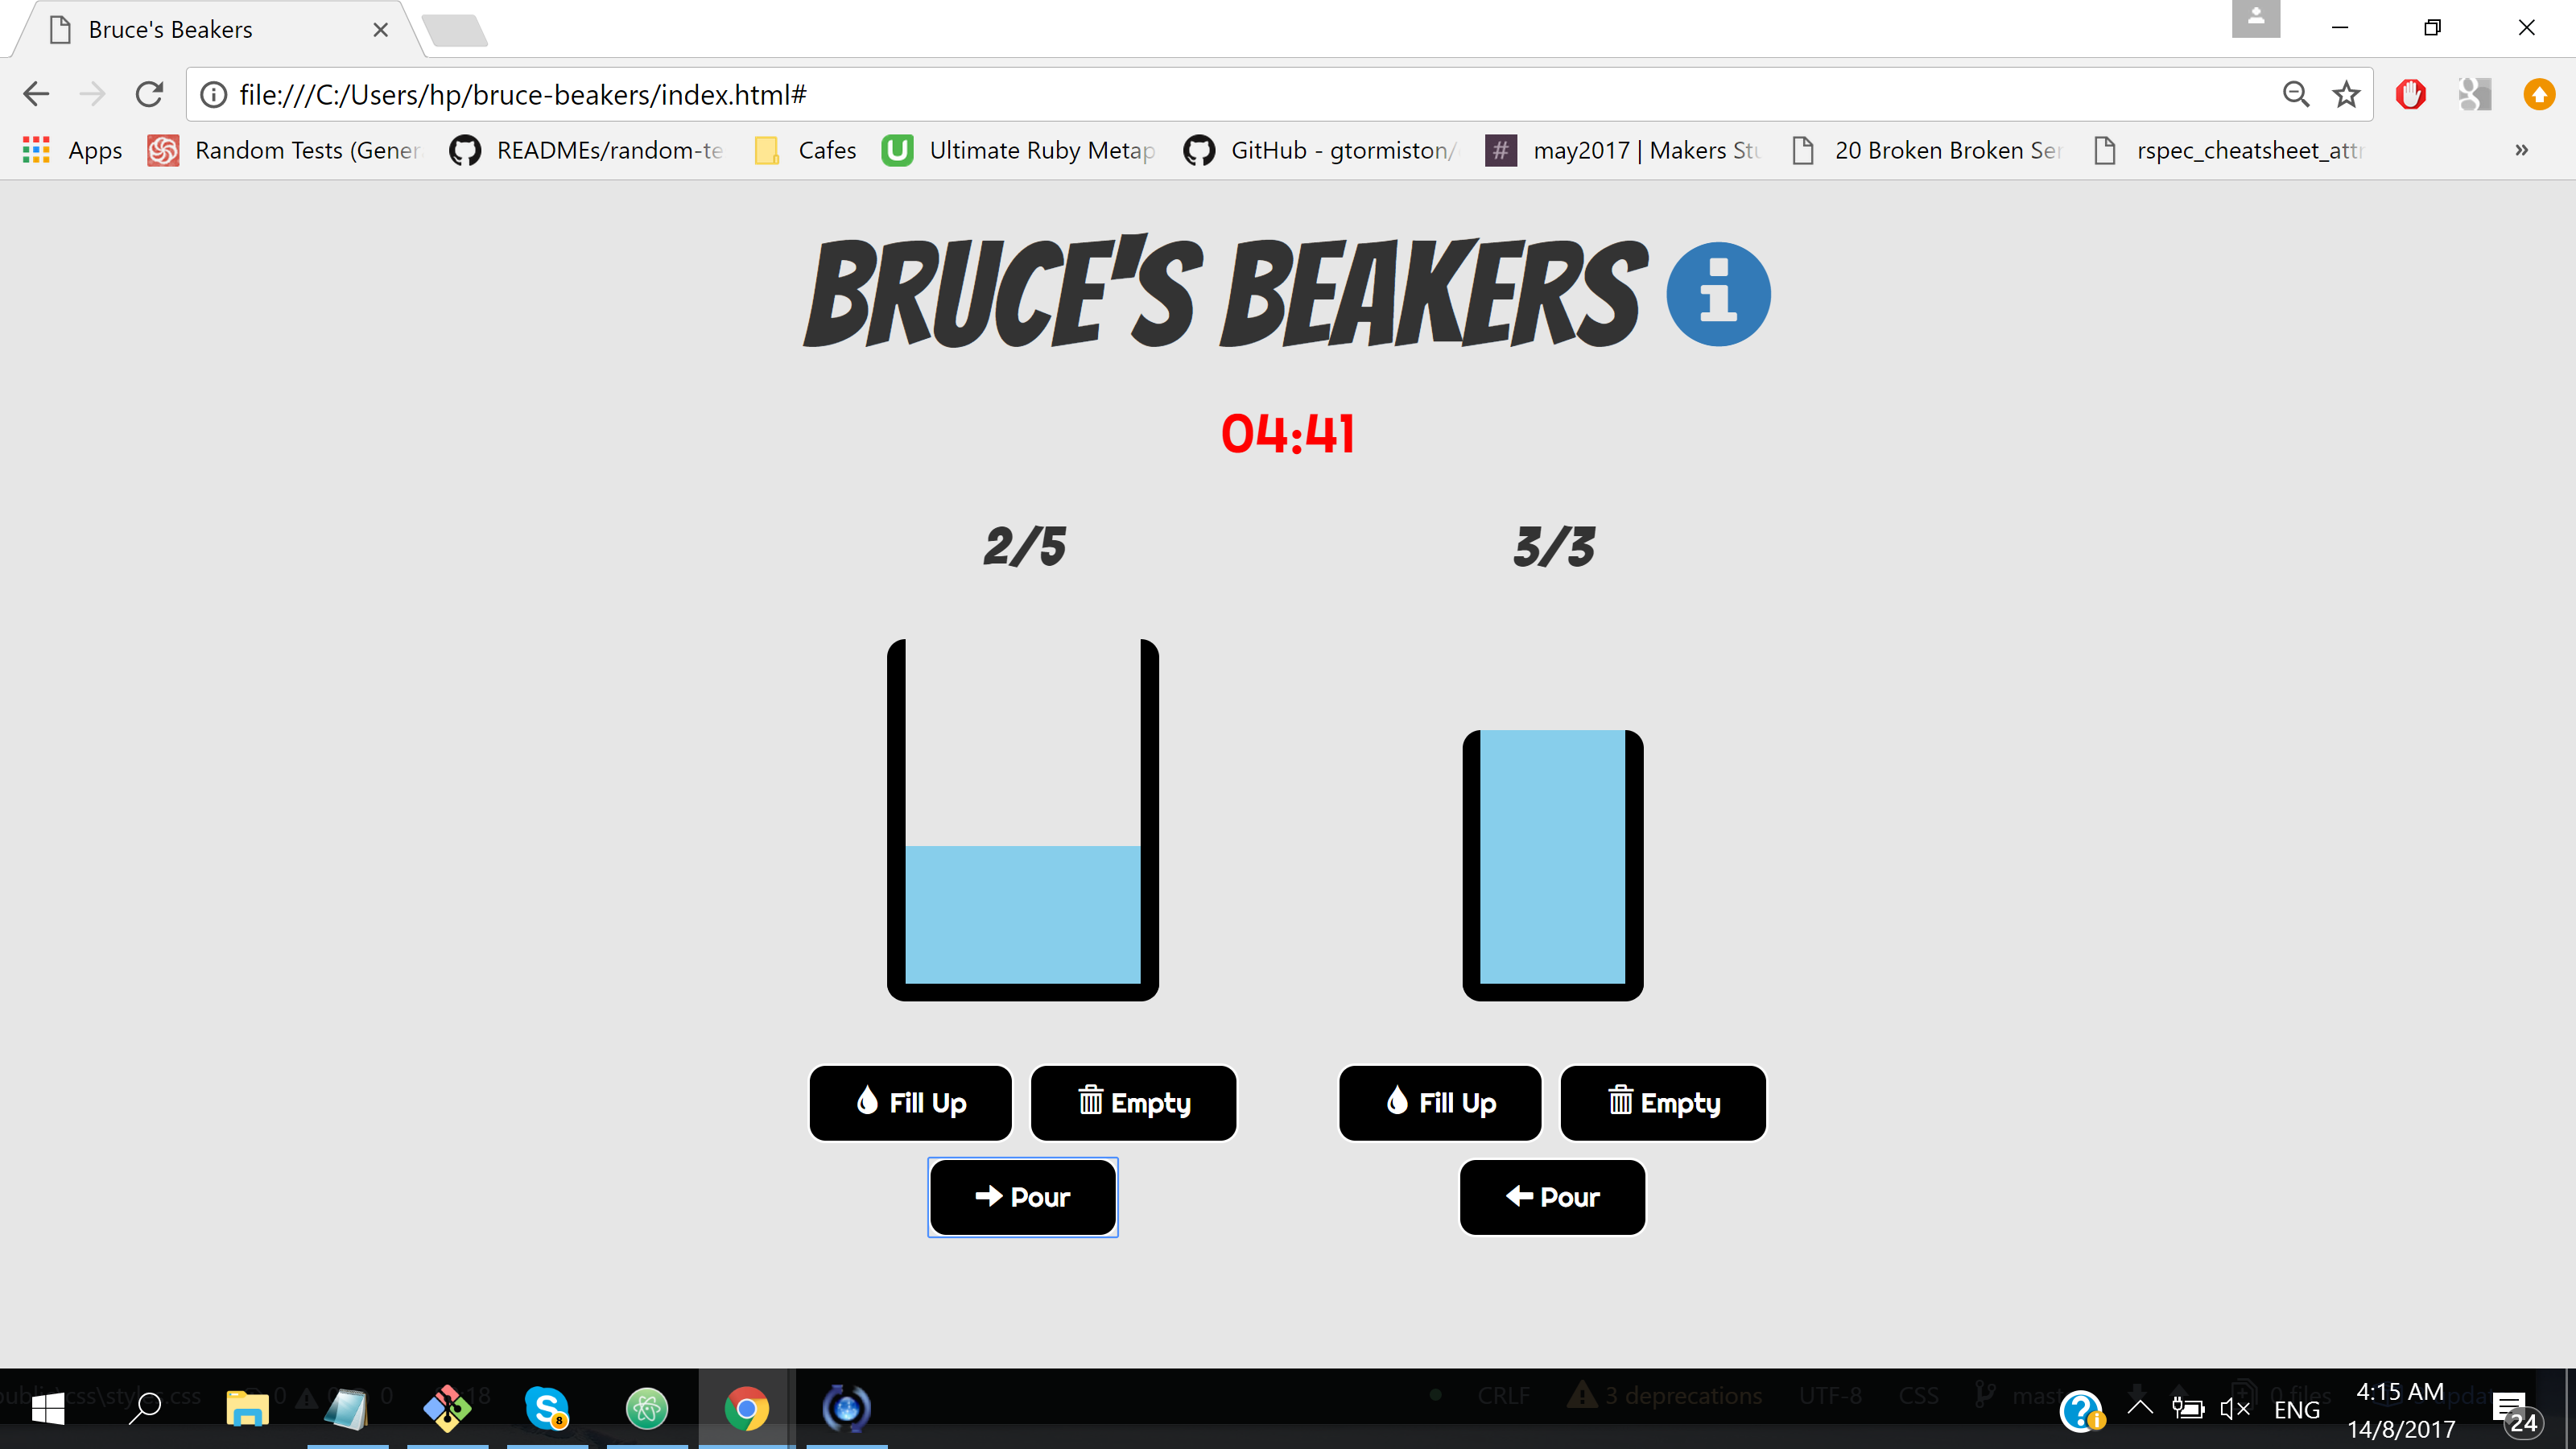 Bruce's Beakers
file:///C:/Users/hp/bruce-beakers/index.html#
Apps Random Tests (Gener READMEs/random-te Cafes Ultimate Ruby Metap GitHub - gtormiston/ # may2017 | Makers Stu 20 Broken Broken Ser rspec_cheatsheet_attr »
BRUCE'S BEAKERS i
04:41
2/5 3/3
Fill Up Empty Fill Up Empty
Pour Pour
CRLF 3 deprecations UTF-8 CSS files
ENG
4:15 AM
14/8/2017
S 8
24